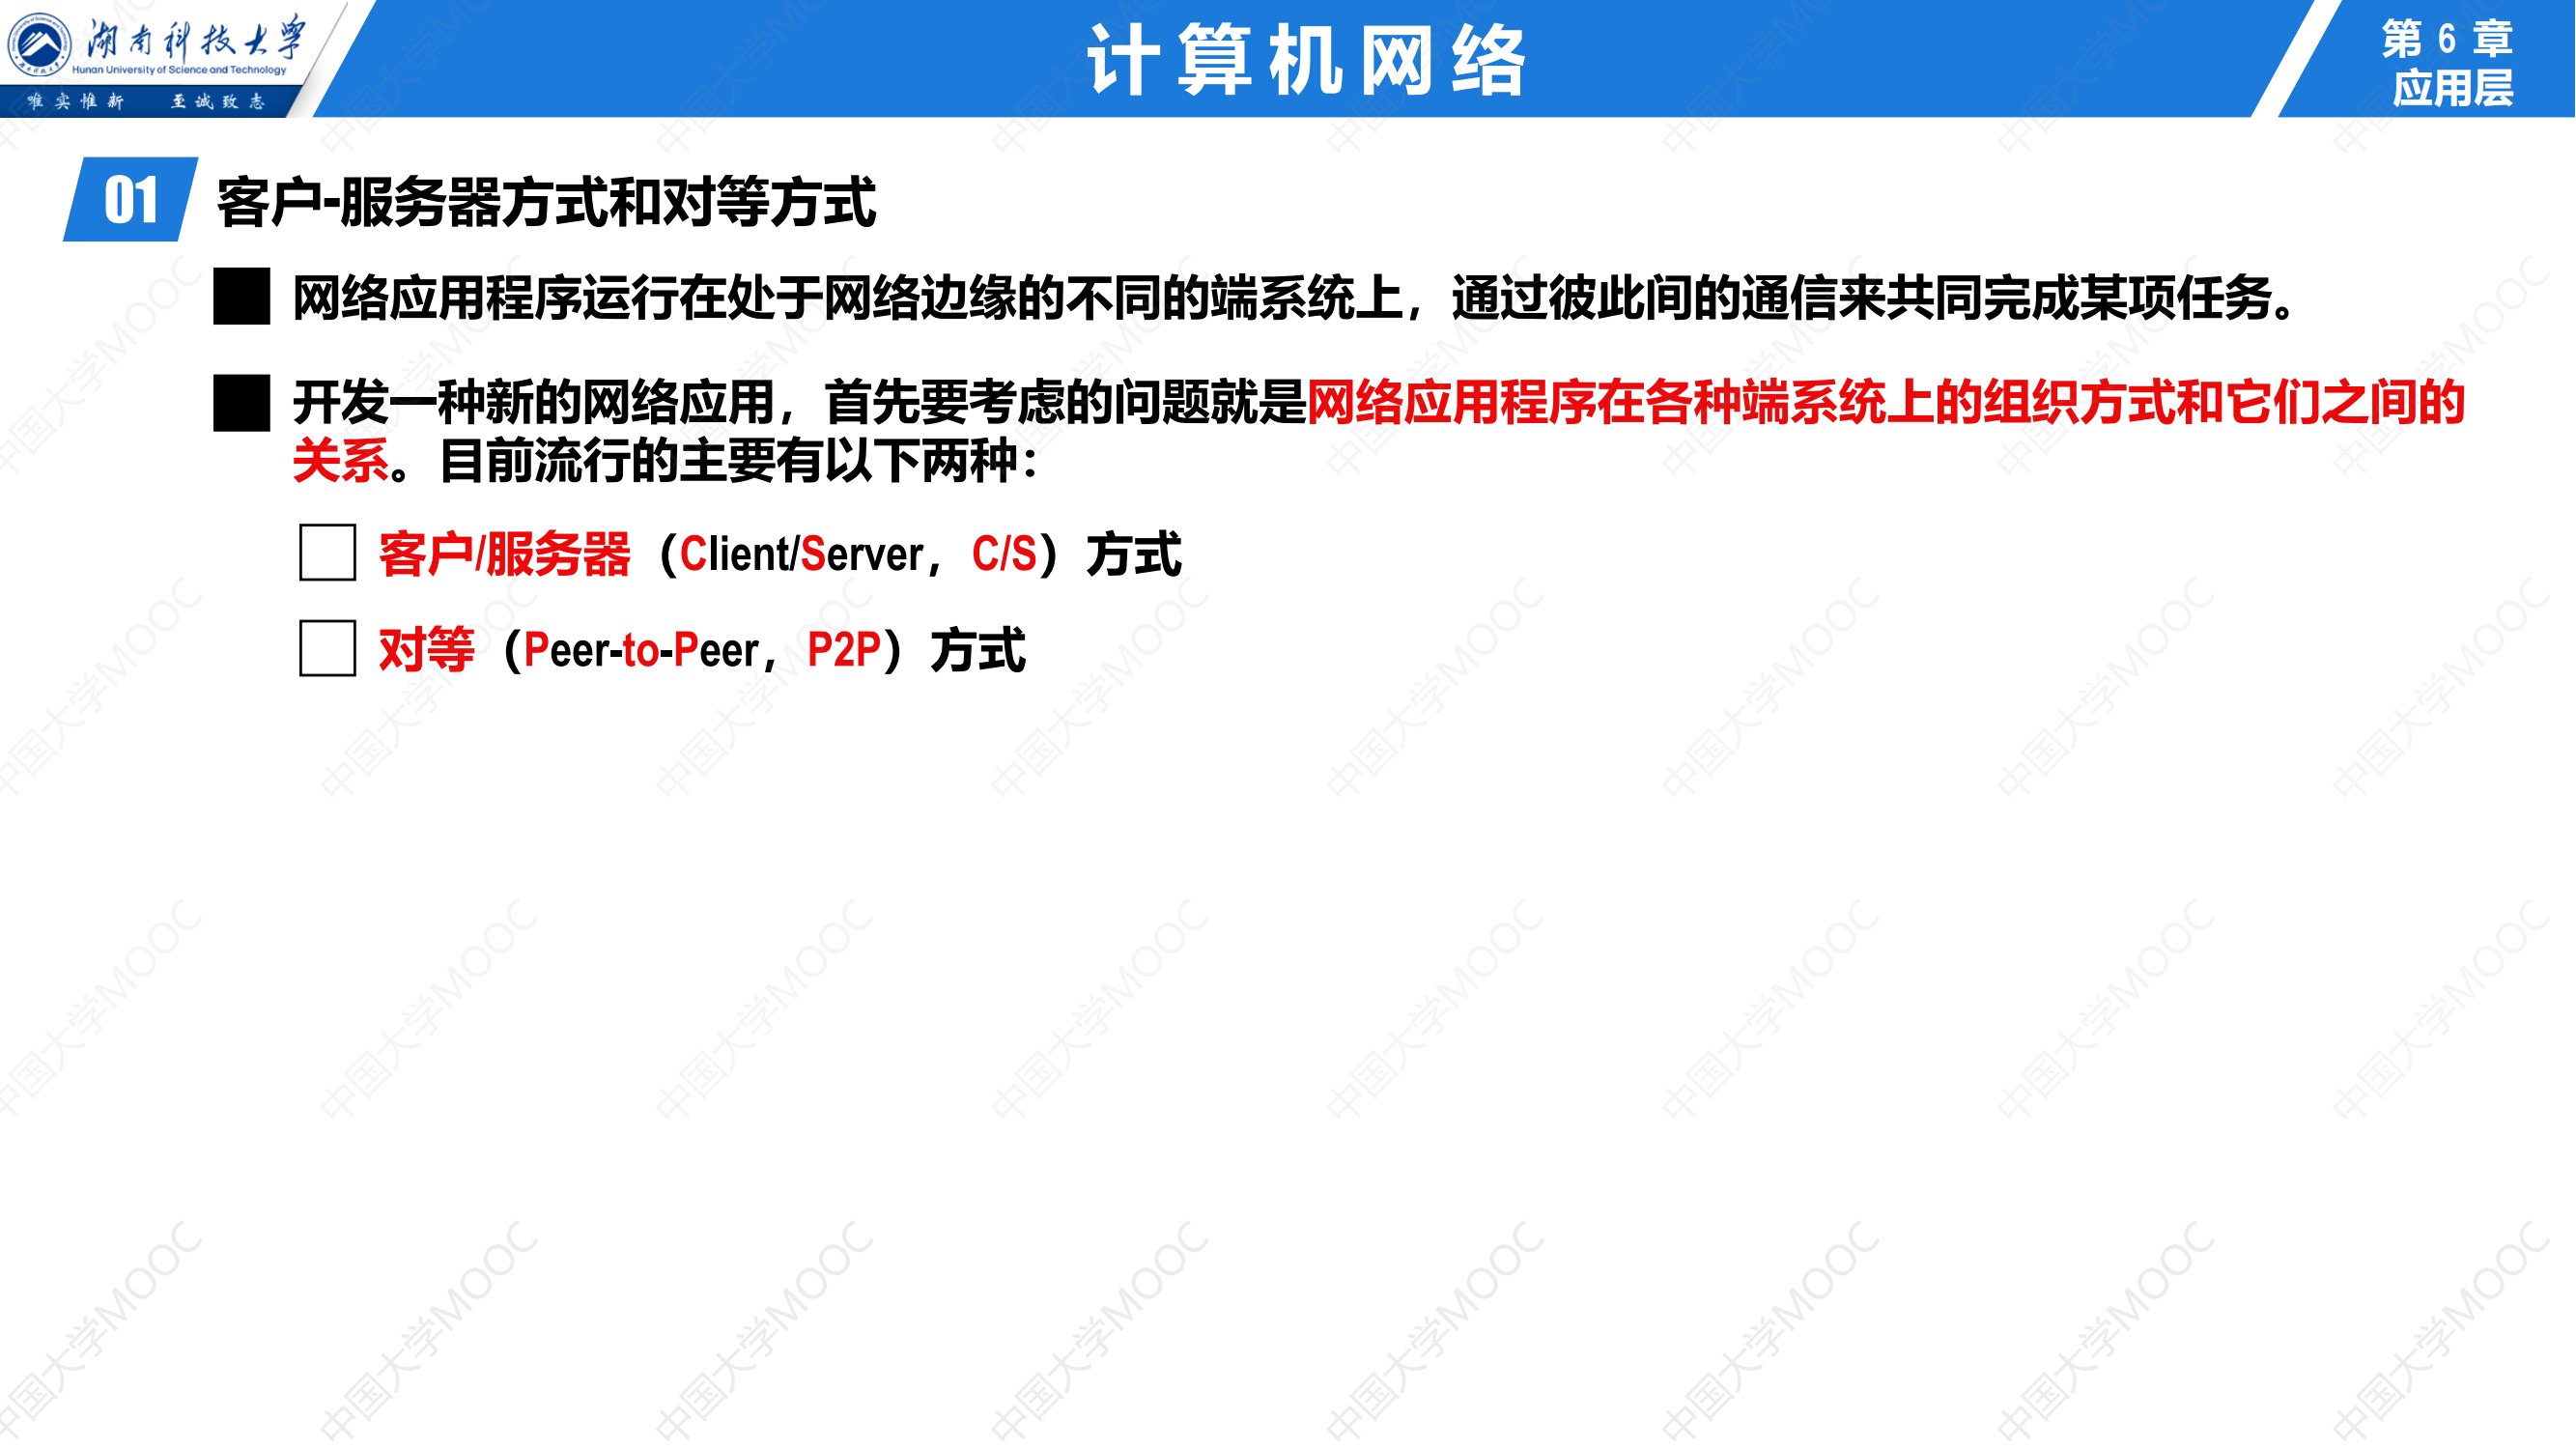 湖南科技大学
Hunan University of Science and Technology
唯实惟新 至诚致志
计算机网络
第 6 章
应用层
01 客户-服务器方式和对等方式
网络应用程序运行在处于网络边缘的不同的端系统上，通过彼此间的通信来共同完成某项任务。
开发一种新的网络应用，首先要考虑的问题就是网络应用程序在各种端系统上的组织方式和它们之间的
关系。目前流行的主要有以下两种：
客户/服务器（Client/Server，C/S）方式
对等（Peer-to-Peer，P2P）方式
中国大学MOOC